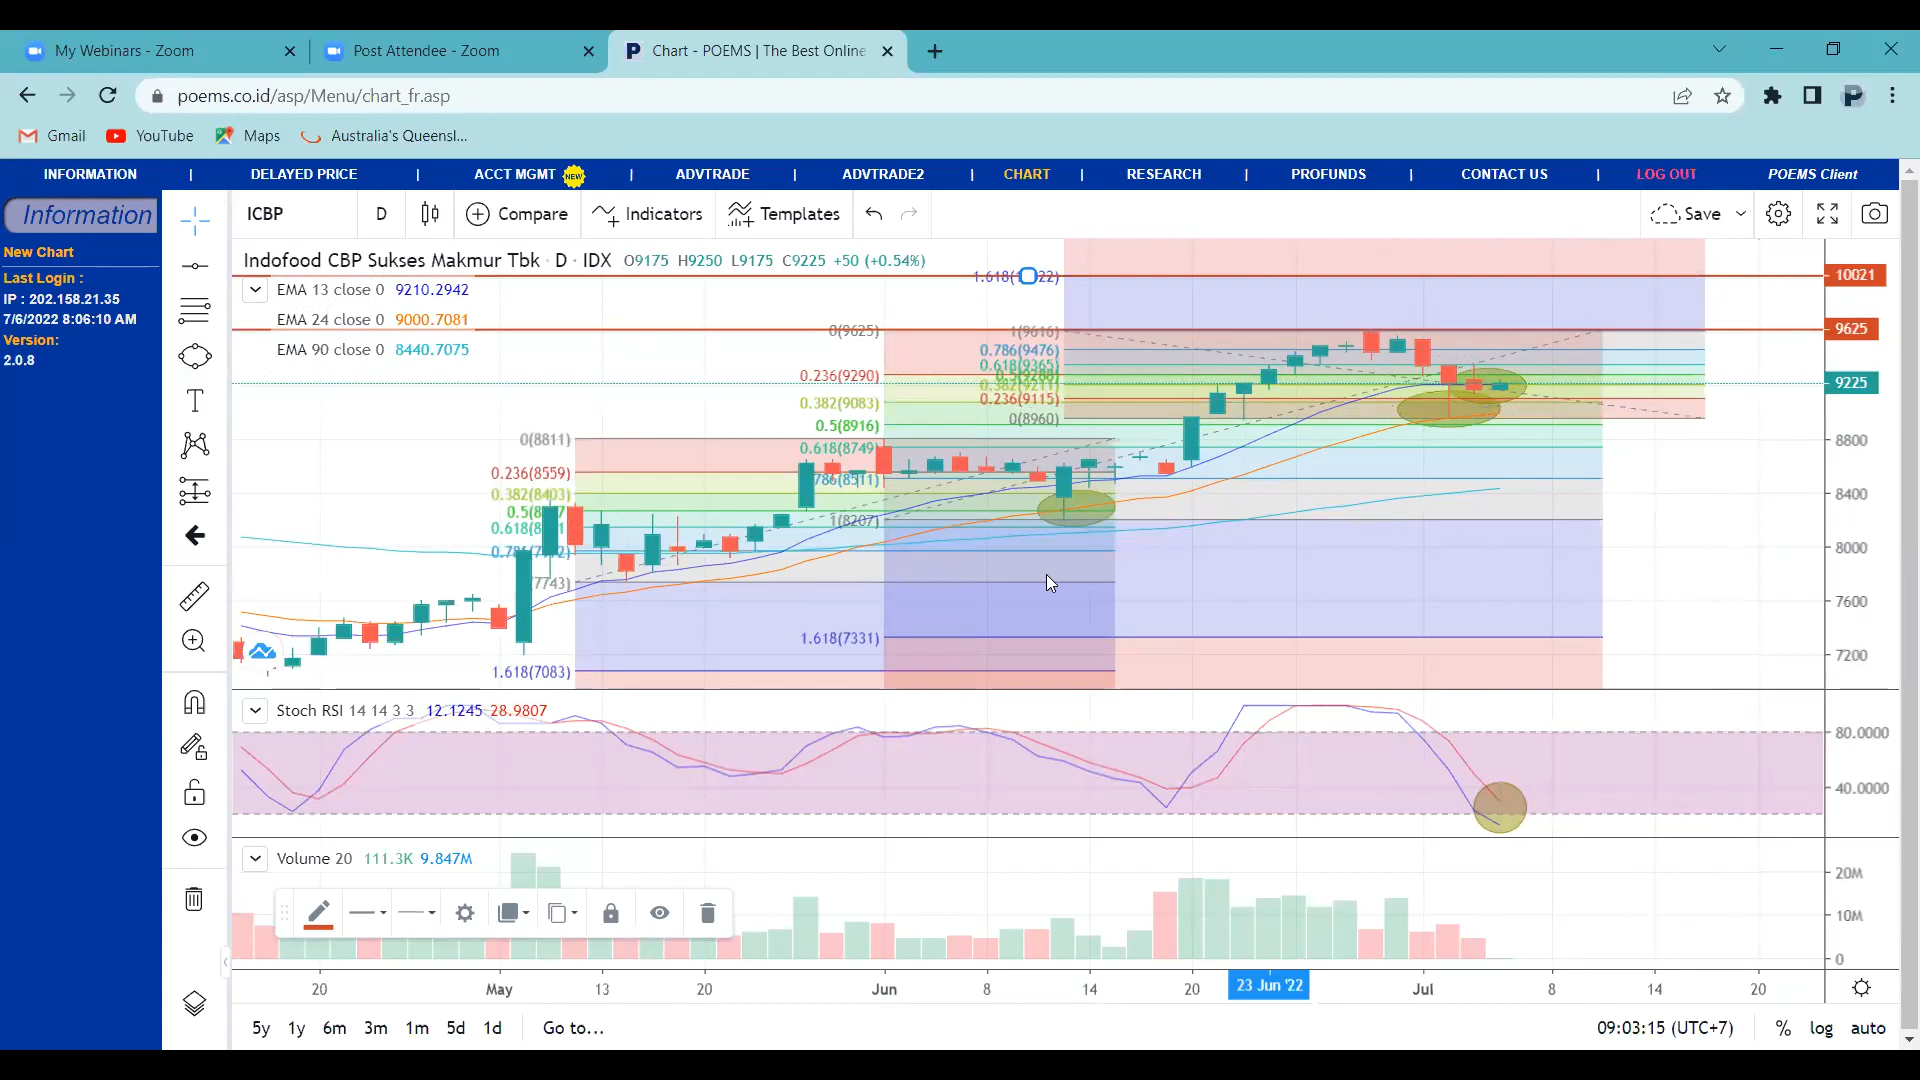 My Webinars - Zoom
Post Attendee - Zoom
Chart - POEMS | The Best Online
poems.co.id/asp/Menu/chart_fr.asp
Gmail
YouTube
Maps
Australia's Queensl...
INFORMATION | DELAYED PRICE | ACCT MGMT NEW | ADVTRADE | ADVTRADE2 | CHART | RESEARCH | PROFUNDS | CONTACT US | LOG OUT POEMS Client
Information
New Chart
Last Login :
IP : 202.158.21.35
7/6/2022 8:06:10 AM
Version:
2.0.8
ICBP D Compare Indicators Templates Save
Indofood CBP Sukses Makmur Tbk · D · IDX O9175 H9250 L9175 C9225 +50 (+0.54%)
EMA 13 close 0 9210.2942
EMA 24 close 0 9000.7081
EMA 90 close 0 8440.7075
10021
0(9625)
1(9616)
9625
0.786(9476)
0.618(9365)
0.236(9290)
0.382(9211)
9225
0.382(9083)
0.236(9115)
0.5(8916)
0(8960)
0(8811)
0.618(8749)
8800
0.236(8559)
0.382(8403)
1(8207)
8400
8000
(7743)
7600
1.618(7331)
1.618(7083)
7200
Stoch RSI 14 14 3 3 12.1245 28.9807
80.0000
40.0000
Volume 20 111.3K 9.847M
20M
10M
0
20 May 13 20 Jun 8 14 20 23 Jun '22 Jul 8 14 20
5y 1y 6m 3m 1m 5d 1d Go to... 09:03:15 (UTC+7) % log auto